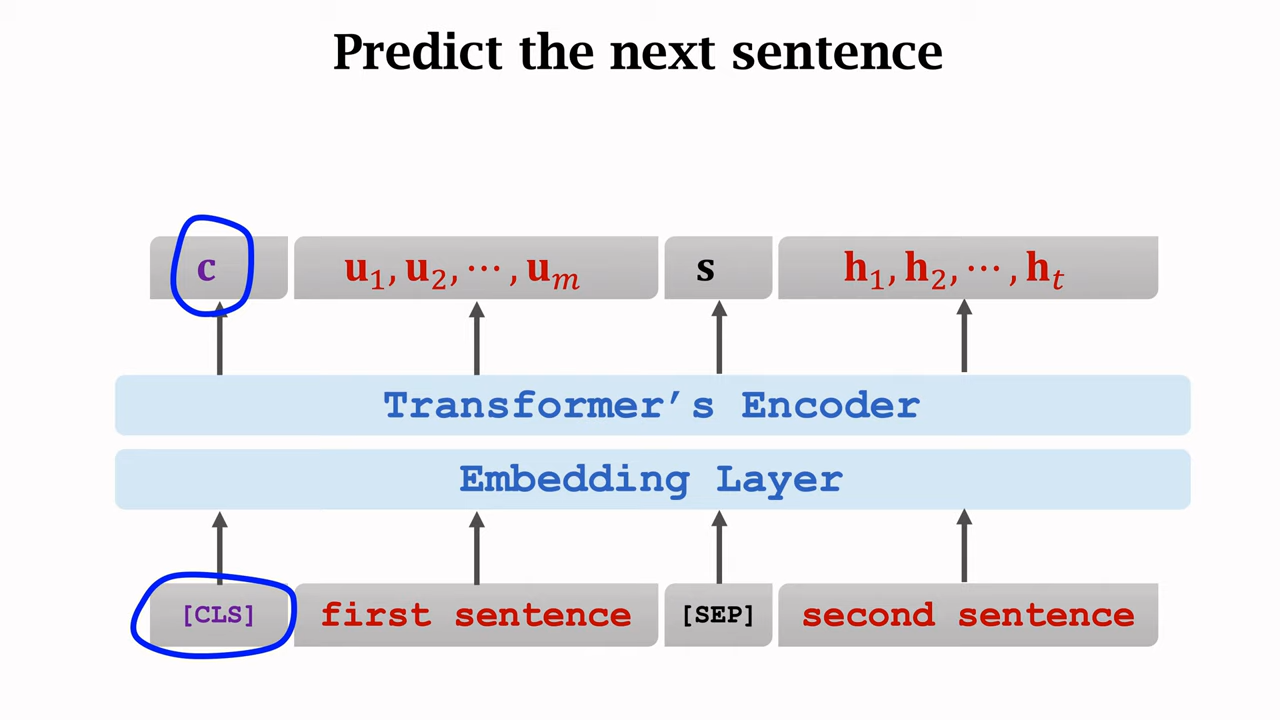 Predict the next sentence
c u₁, u₂, ⋯, uₘ s h₁, h₂, ⋯, hₜ
Transformer’s Encoder
Embedding Layer
[CLS] first sentence [SEP] second sentence